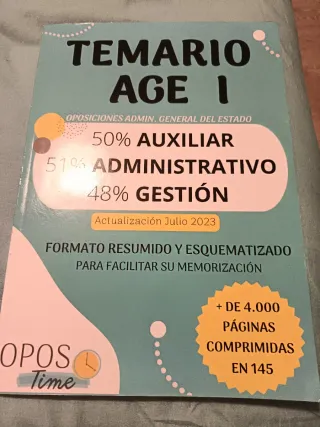 TEMARIO
AGE I
OPOSICIONES ADMIN. GENERAL DEL ESTADO
50% AUXILIAR
51% ADMINISTRATIVO
48% GESTIÓN
Actualización Julio 2023
FORMATO RESUMIDO Y ESQUEMATIZADO
PARA FACILITAR SU MEMORIZACIÓN
+ DE 4.000
PÁGINAS
COMPRIMIDAS
EN 145
OPOS
Time